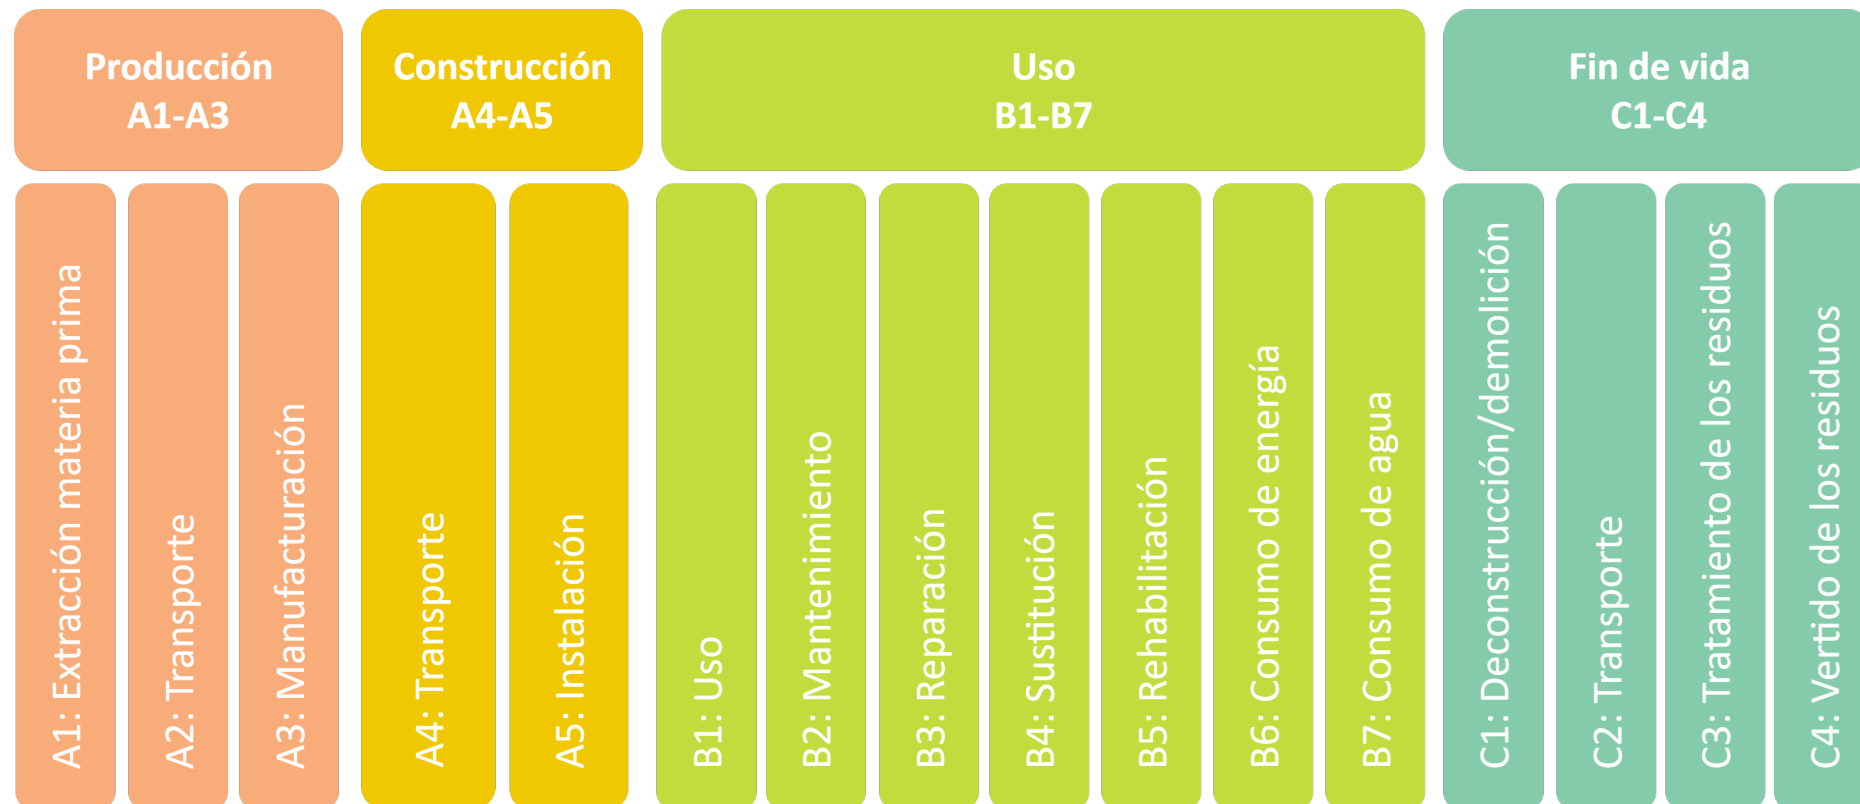 Producción
A1-A3
Construcción
A4-A5
Uso
B1-B7
Fin de vida
C1-C4
A1: Extracción materia prima
A2: Transporte
A3: Manufacturación
A4: Transporte
A5: Instalación
B1: Uso
B2: Mantenimiento
B3: Reparación
B4: Sustitución
B5: Rehabilitación
B6: Consumo de energía
B7: Consumo de agua
C1: Deconstrucción/demolición
C2: Transporte
C3: Tratamiento de los residuos
C4: Vertido de los residuos